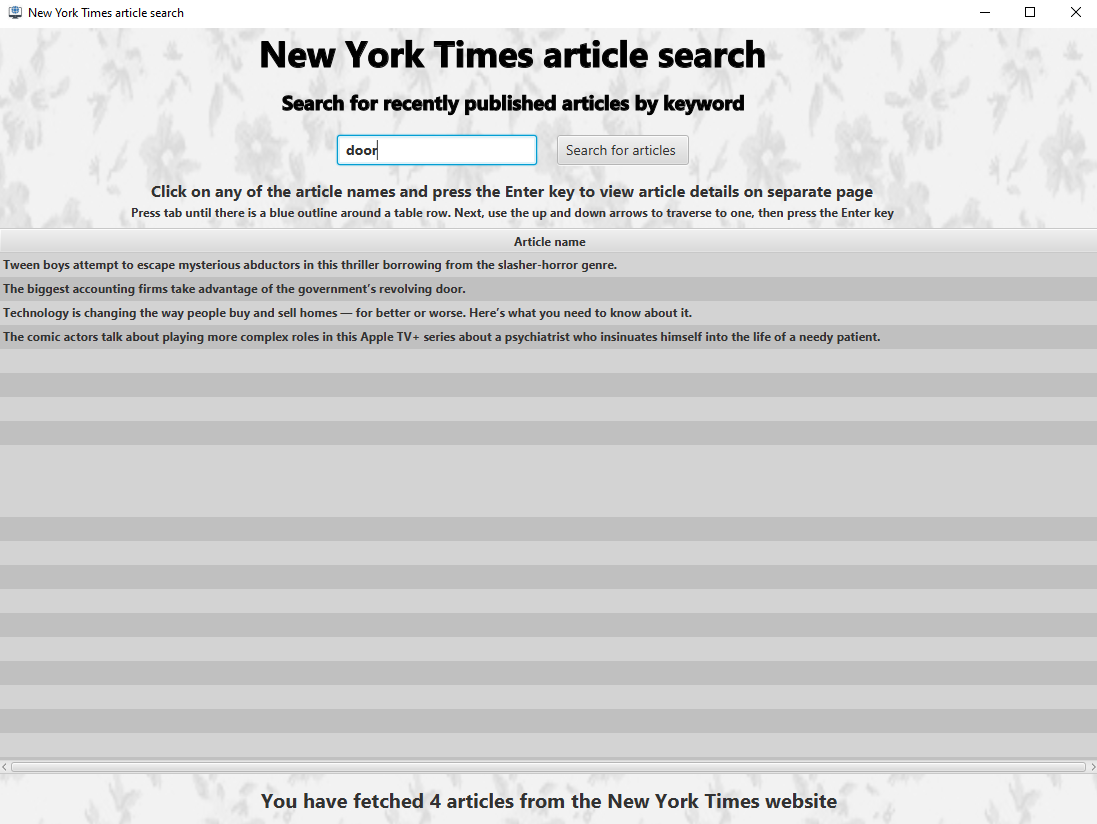 New York Times article search
New York Times article search
Search for recently published articles by keyword
door Search for articles
Click on any of the article names and press the Enter key to view article details on separate page
Press tab until there is a blue outline around a table row. Next, use the up and down arrows to traverse to one, then press the Enter key
Article name
Tween boys attempt to escape mysterious abductors in this thriller borrowing from the slasher-horror genre.
The biggest accounting firms take advantage of the government’s revolving door.
Technology is changing the way people buy and sell homes — for better or worse. Here’s what you need to know about it.
The comic actors talk about playing more complex roles in this Apple TV+ series about a psychiatrist who insinuates himself into the life of a needy patient.
You have fetched 4 articles from the New York Times website